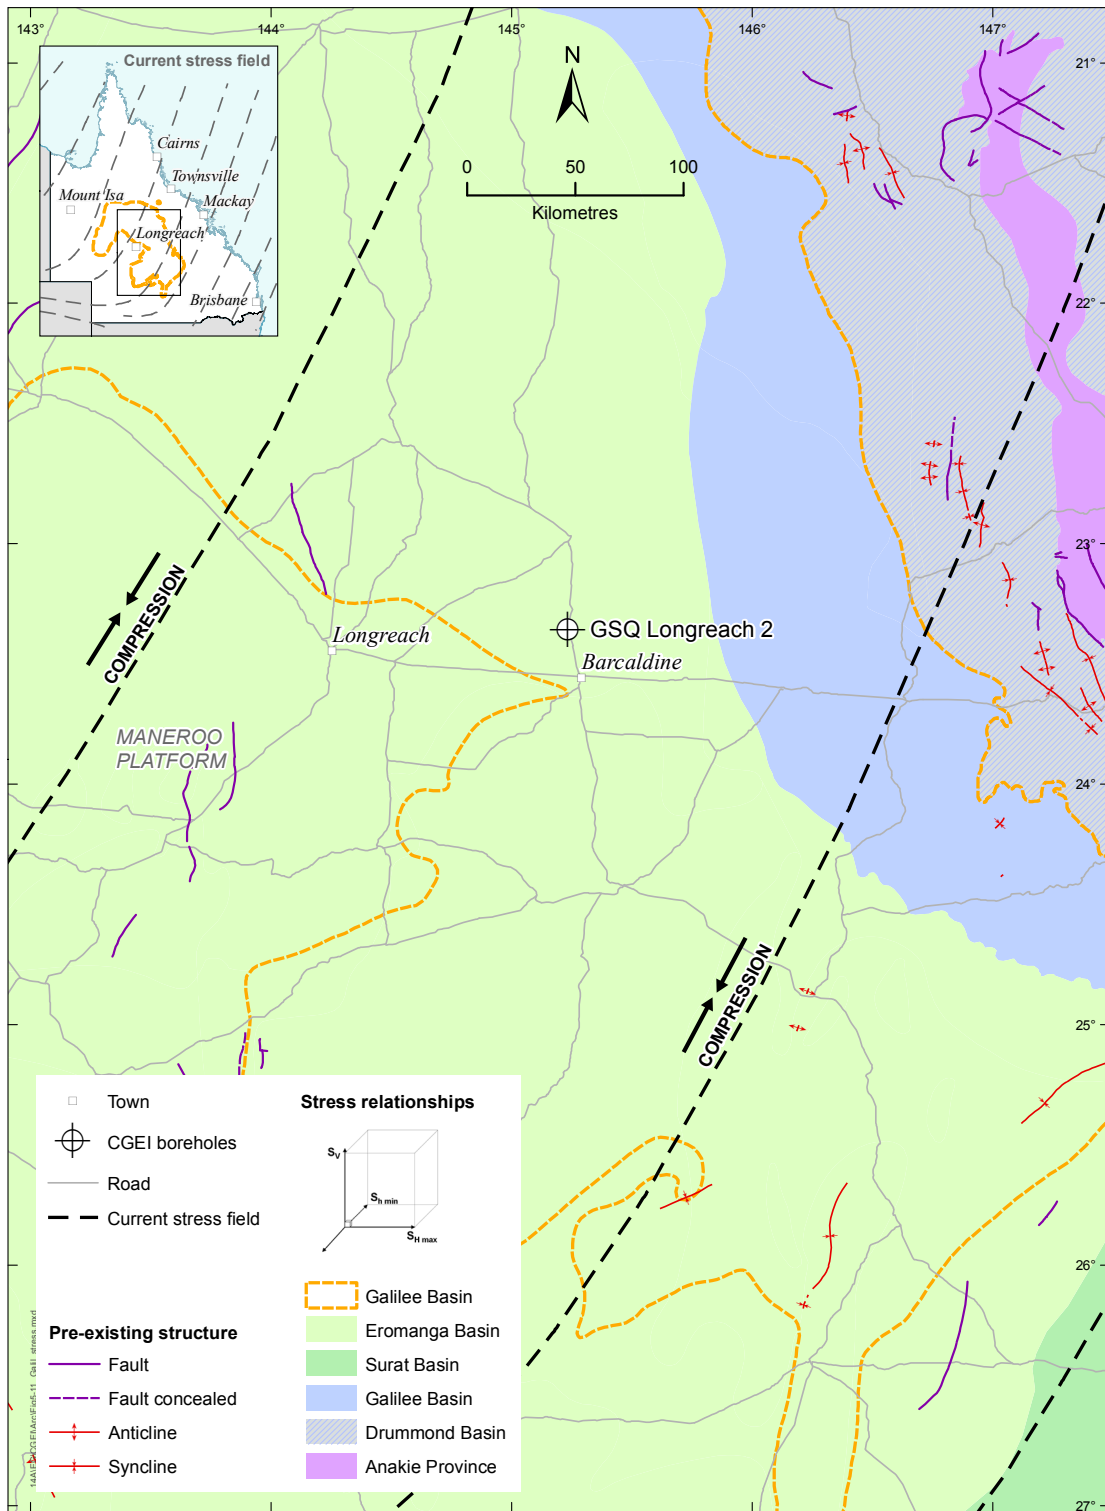 143°
144°
145°
146°
147°
Current stress field
Cairns
Townsville
Mount Isa
Mackay
Longreach
Brisbane
N
0
50
100
Kilometres
21°
22°
23°
24°
25°
26°
27°
COMPRESSION
Longreach
GSQ Longreach 2
Barcaldine
MANEROO
PLATFORM
COMPRESSION
Town
CGEI boreholes
Road
Current stress field
Pre-existing structure
Fault
Fault concealed
Anticline
Syncline
Stress relationships
SV
Sh min
SH max
Galilee Basin
Eromanga Basin
Surat Basin
Galilee Basin
Drummond Basin
Anakie Province